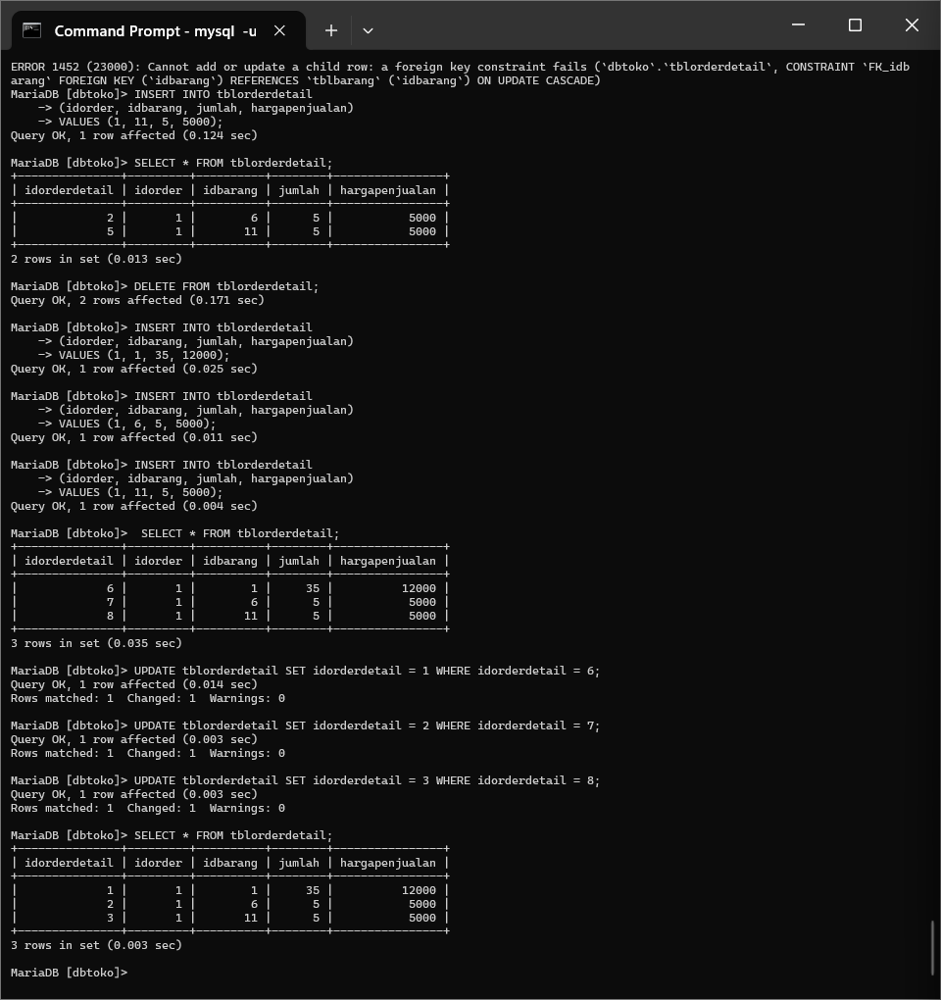 Command Prompt - mysql  -u
ERROR 1452 (23000): Cannot add or update a child row: a foreign key constraint fails (`dbtoko`.`tblorderdetail`, CONSTRAINT `FK_idb
arang` FOREIGN KEY (`idbarang`) REFERENCES `tblbarang` (`idbarang`) ON UPDATE CASCADE)
MariaDB [dbtoko]> INSERT INTO tblorderdetail
    -> (idorder, idbarang, jumlah, hargapenjualan)
    -> VALUES (1, 11, 5, 5000);
Query OK, 1 row affected (0.124 sec)
MariaDB [dbtoko]> SELECT * FROM tblorderdetail;
+---------------+---------+----------+--------+----------------+
| idorderdetail | idorder | idbarang | jumlah | hargapenjualan |
+---------------+---------+----------+--------+----------------+
|             2 |       1 |        6 |      5 |           5000 |
|             5 |       1 |       11 |      5 |           5000 |
+---------------+---------+----------+--------+----------------+
2 rows in set (0.013 sec)
MariaDB [dbtoko]> DELETE FROM tblorderdetail;
Query OK, 2 rows affected (0.171 sec)
MariaDB [dbtoko]> INSERT INTO tblorderdetail
    -> (idorder, idbarang, jumlah, hargapenjualan)
    -> VALUES (1, 1, 35, 12000);
Query OK, 1 row affected (0.025 sec)
MariaDB [dbtoko]> INSERT INTO tblorderdetail
    -> (idorder, idbarang, jumlah, hargapenjualan)
    -> VALUES (1, 6, 5, 5000);
Query OK, 1 row affected (0.011 sec)
MariaDB [dbtoko]> INSERT INTO tblorderdetail
    -> (idorder, idbarang, jumlah, hargapenjualan)
    -> VALUES (1, 11, 5, 5000);
Query OK, 1 row affected (0.004 sec)
MariaDB [dbtoko]>  SELECT * FROM tblorderdetail;
+---------------+---------+----------+--------+----------------+
| idorderdetail | idorder | idbarang | jumlah | hargapenjualan |
+---------------+---------+----------+--------+----------------+
|             6 |       1 |        1 |     35 |          12000 |
|             7 |       1 |        6 |      5 |           5000 |
|             8 |       1 |       11 |      5 |           5000 |
+---------------+---------+----------+--------+----------------+
3 rows in set (0.035 sec)
MariaDB [dbtoko]> UPDATE tblorderdetail SET idorderdetail = 1 WHERE idorderdetail = 6;
Query OK, 1 row affected (0.014 sec)
Rows matched: 1  Changed: 1  Warnings: 0
MariaDB [dbtoko]> UPDATE tblorderdetail SET idorderdetail = 2 WHERE idorderdetail = 7;
Query OK, 1 row affected (0.003 sec)
Rows matched: 1  Changed: 1  Warnings: 0
MariaDB [dbtoko]> UPDATE tblorderdetail SET idorderdetail = 3 WHERE idorderdetail = 8;
Query OK, 1 row affected (0.003 sec)
Rows matched: 1  Changed: 1  Warnings: 0
MariaDB [dbtoko]> SELECT * FROM tblorderdetail;
+---------------+---------+----------+--------+----------------+
| idorderdetail | idorder | idbarang | jumlah | hargapenjualan |
+---------------+---------+----------+--------+----------------+
|             1 |       1 |        1 |     35 |          12000 |
|             2 |       1 |        6 |      5 |           5000 |
|             3 |       1 |       11 |      5 |           5000 |
+---------------+---------+----------+--------+----------------+
3 rows in set (0.003 sec)
MariaDB [dbtoko]>